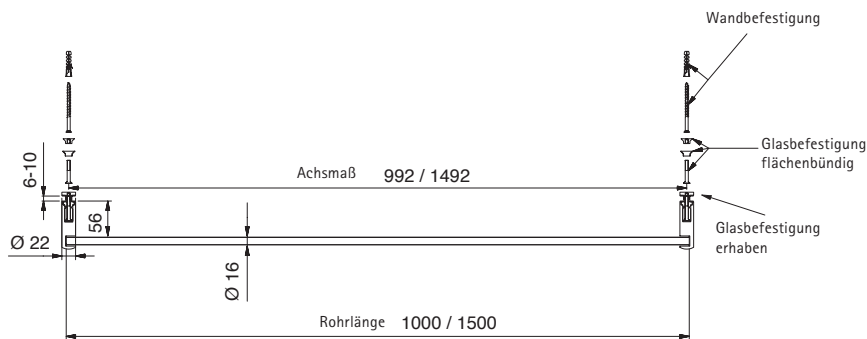 Wandbefestigung
Glasbefestigung
flächenbündig
6-10
Achsmaß 992 / 1492
56
Glasbefestigung
erhaben
Ø 22
Ø 16
Rohrlänge 1000 / 1500